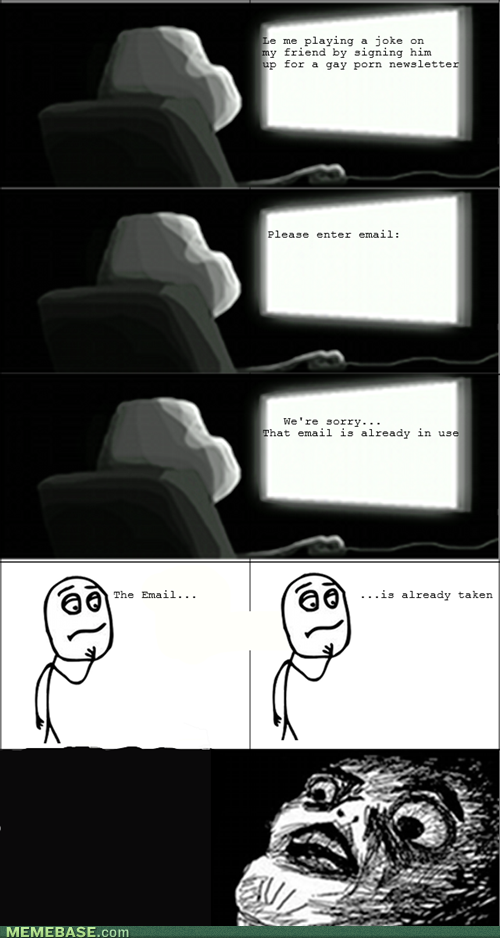 Le me playing a joke on
my friend by signing him
up for a gay porn newsletter
Please enter email:
We're sorry...
That email is already in use
The Email...
...is already taken
MEMEBASE.com